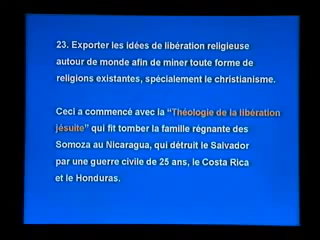 23. Exporter les idées de libération religieuse
autour de monde afin de miner toute forme de
religions existantes, spécialement le christianisme.
Ceci a commencé avec la “Théologie de la libération
jésuite” qui fit tomber la famille régnante des
Somoza au Nicaragua, qui détruit le Salvador
par une guerre civile de 25 ans, le Costa Rica
et le Honduras.